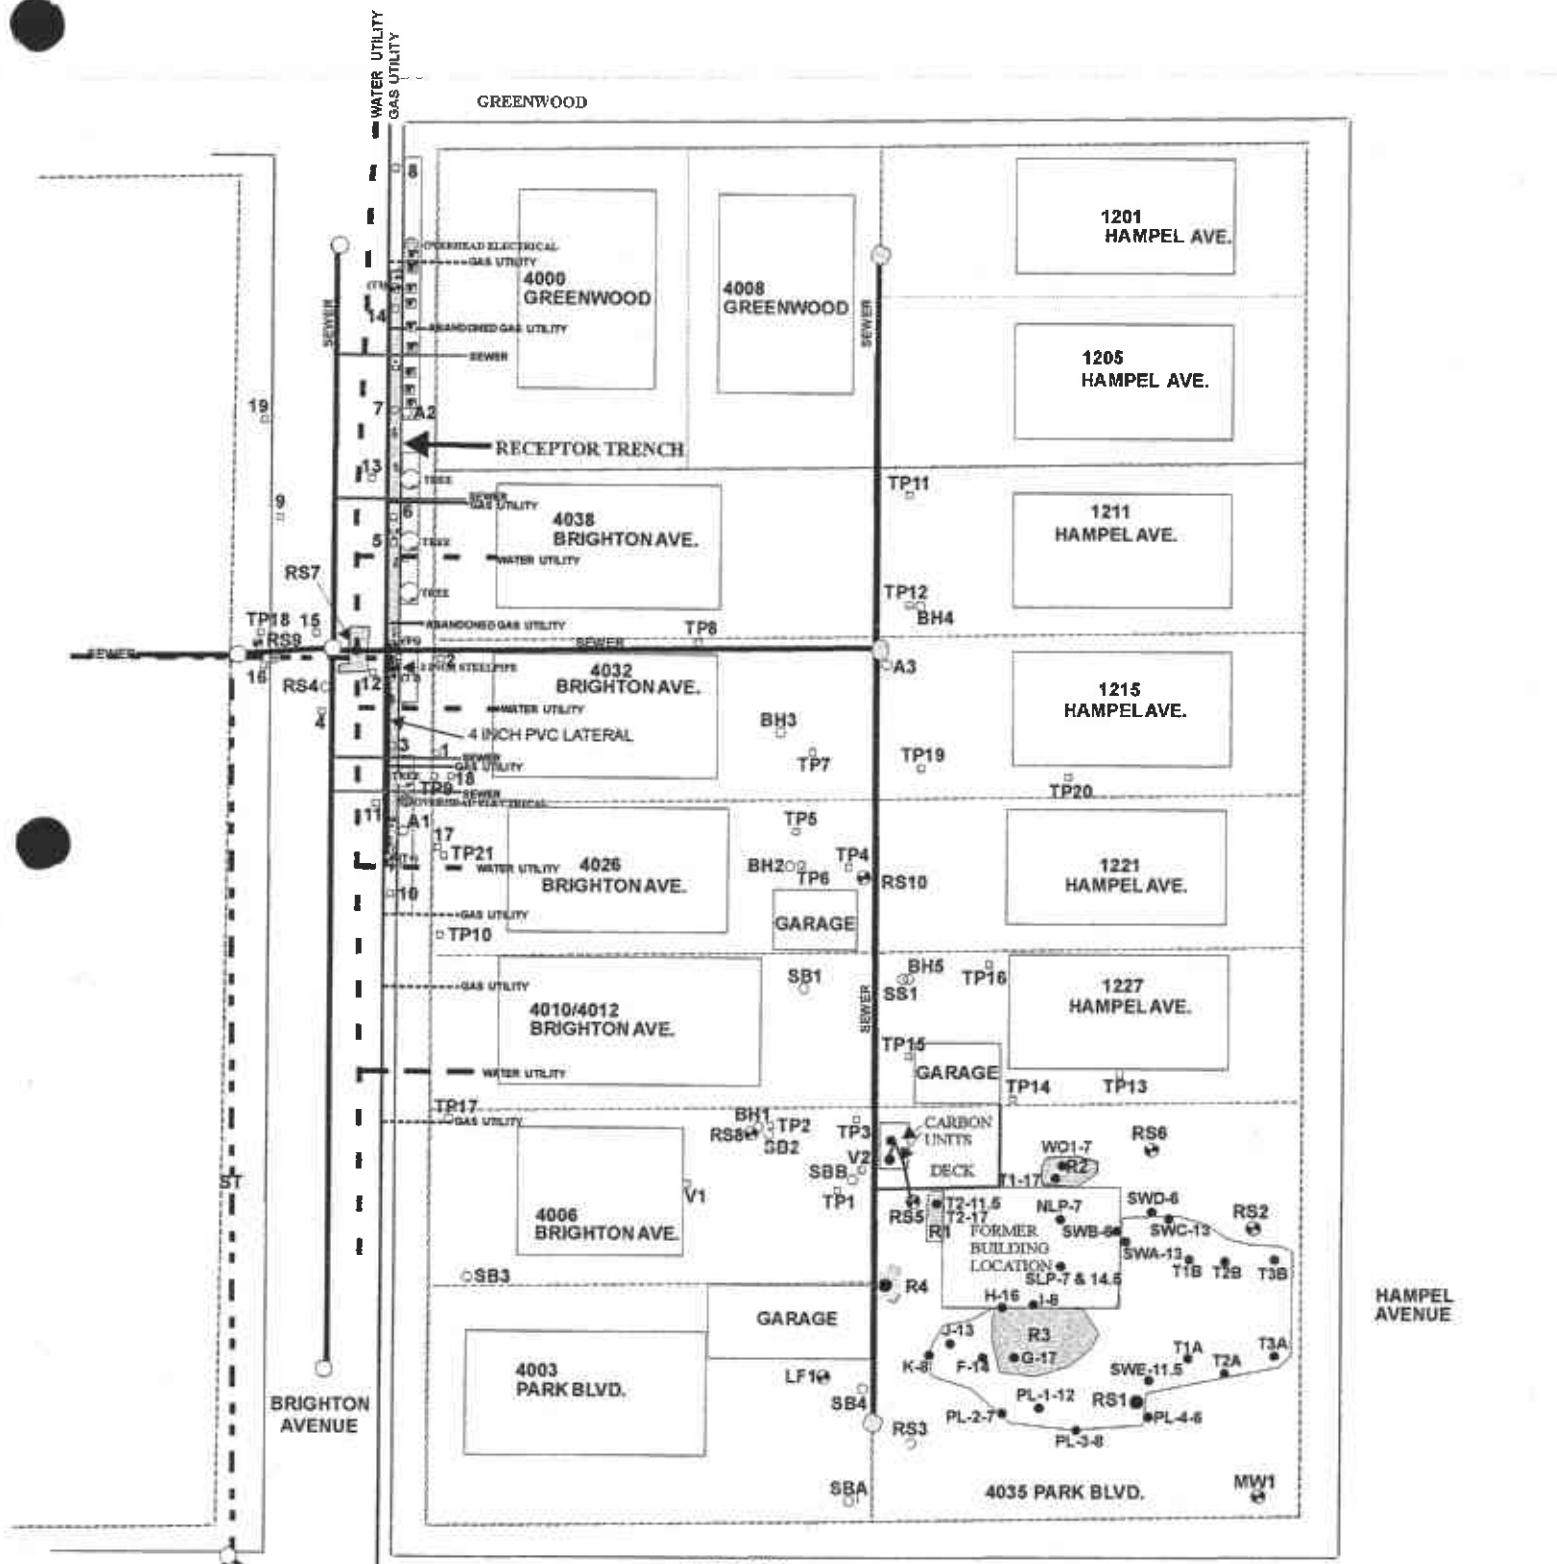 WATER UTILITY
GAS UTILITY
GREENWOOD
8
OVERHEAD ELECTRICAL
GAS UTILITY
SEWER
14
ABANDONED GAS UTILITY
SEWER
4000
GREENWOOD
4008
GREENWOOD
SEWER
1201
HAMPEL AVE.
1205
HAMPEL AVE.
19
7
A2
RECEPTOR TRENCH
13
TREE
9
SEWER
GAS UTILITY
6
5
TREE
WATER UTILITY
TREE
4038
BRIGHTON AVE.
TP11
1211
HAMPEL AVE.
TP12
BH4
RS7
TP18
15
RS9
SEWER
16
RS4
4
12
ABANDONED GAS UTILITY
SEWER
TP8
2
2 INCH STEEL PIPE
4032
BRIGHTON AVE.
WATER UTILITY
4 INCH PVC LATERAL
A3
1215
HAMPEL AVE.
BH3
TP7
TP19
TP20
3
1
SEWER
GAS UTILITY
TREE
18
TP9
SEWER
OVERHEAD ELECTRICAL
11
A1
17
TP21
WATER UTILITY
10
GAS UTILITY
TP10
4026
BRIGHTON AVE.
TP5
BH2
TP6
TP4
RS10
GARAGE
1221
HAMPEL AVE.
GAS UTILITY
4010/4012
BRIGHTON AVE.
SB1
SEWER
BH5
SS1
TP16
1227
HAMPEL AVE.
TP15
GARAGE
TP14
TP13
WATER UTILITY
TP17
GAS UTILITY
BH1
TP2
RS8
SB2
TP3
V2
SBB
TP1
CARBON
UNITS
DECK
WO1-7
R2
T1-17
RS6
ST
4006
BRIGHTON AVE.
V1
SB3
RS5
T2-11.5
T2-17
R1
FORMER
BUILDING
LOCATION
NLP-7
SWB-6
SWD-6
SWC-13
RS2
SWA-13
T1B
T2B
T3B
SLP-7 & 14.5
R4
H-16
I-8
GARAGE
HAMPEL
AVENUE
J-13
R3
K-8
F-14
G-17
T1A
T2A
T3A
SWE-11.5
4003
PARK BLVD.
LF1
SB4
RS3
PL-1-12
PL-2-7
RS1
PL-4-6
PL-3-8
BRIGHTON
AVENUE
SBA
4035 PARK BLVD.
MW1